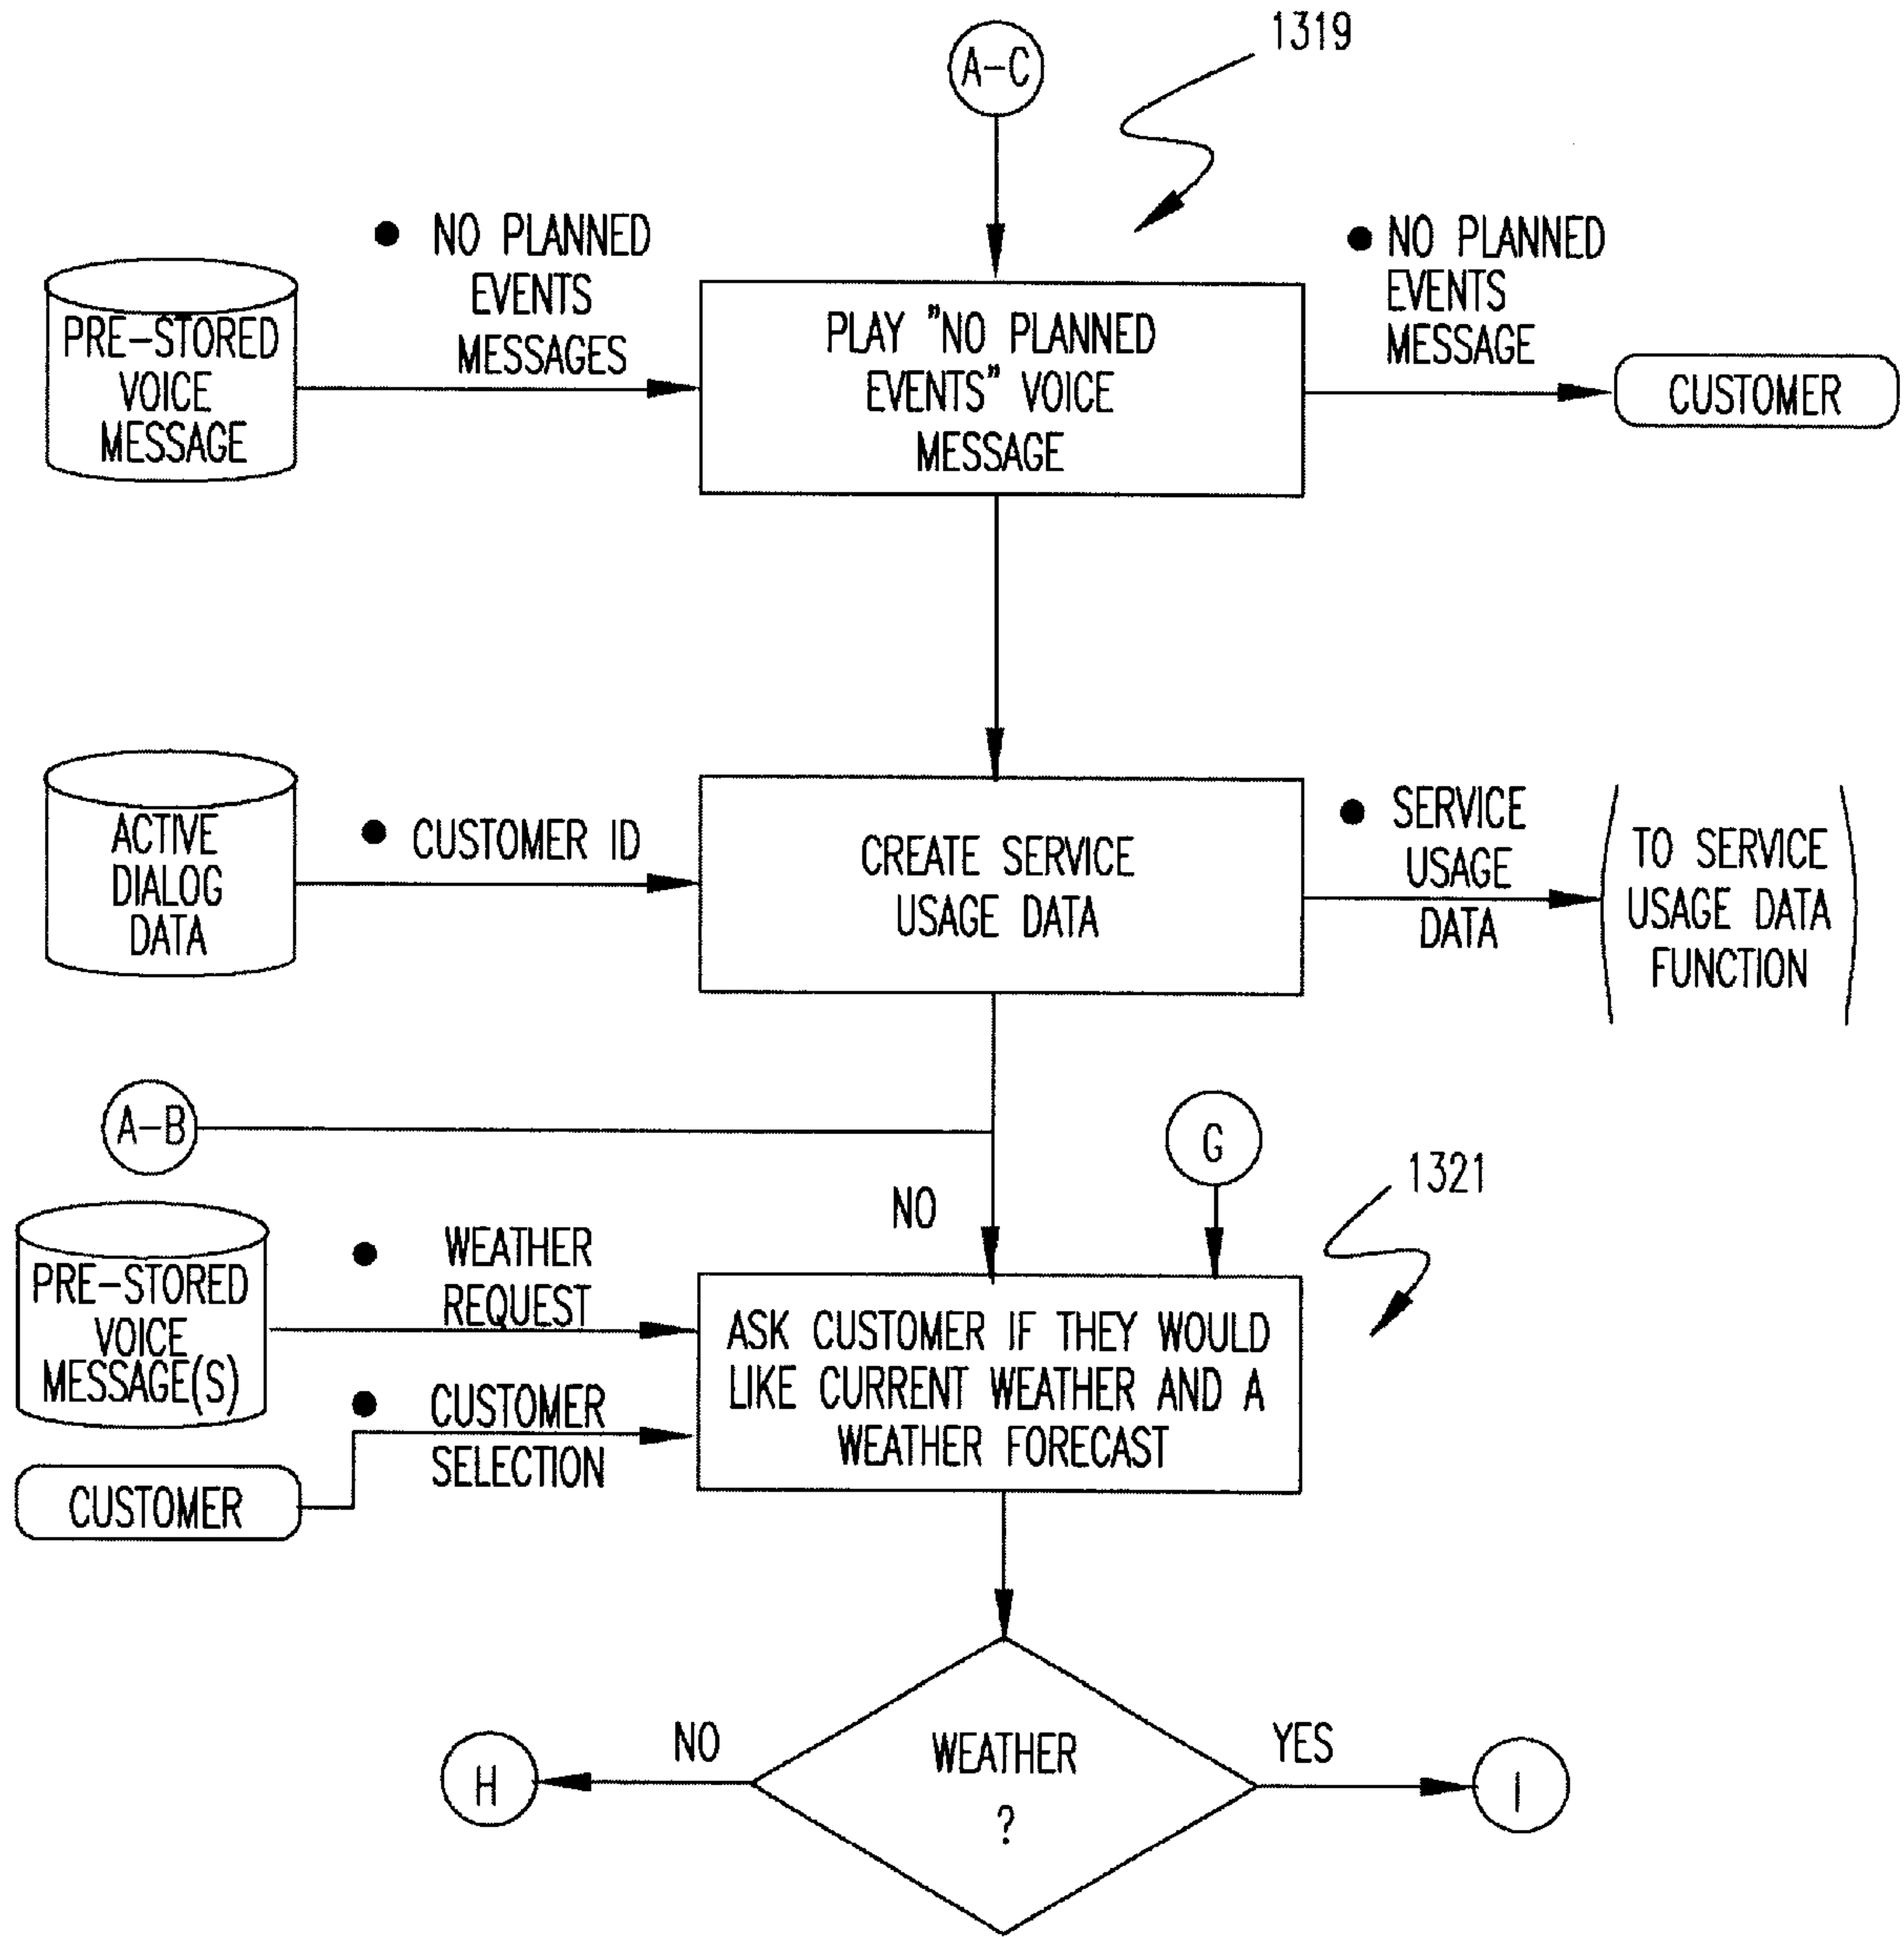 A-C
1319
● NO PLANNED
EVENTS
MESSAGES
● NO PLANNED
EVENTS
MESSAGE
PRE-STORED
VOICE
MESSAGE
PLAY "NO PLANNED
EVENTS" VOICE
MESSAGE
CUSTOMER
ACTIVE
DIALOG
DATA
● CUSTOMER ID
CREATE SERVICE
USAGE DATA
● SERVICE
USAGE
DATA
TO SERVICE
USAGE DATA
FUNCTION
A-B
G
1321
NO
PRE-STORED
VOICE
MESSAGE(S)
● WEATHER
REQUEST
● CUSTOMER
SELECTION
CUSTOMER
ASK CUSTOMER IF THEY WOULD
LIKE CURRENT WEATHER AND A
WEATHER FORECAST
H
NO
WEATHER
?
YES
I